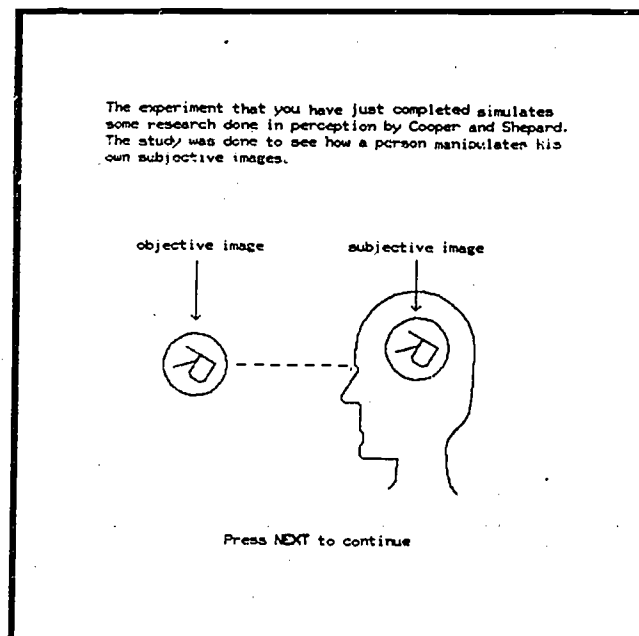 The experiment that you have just completed simulates
some research done in perception by Cooper and Shepard.
The study was done to see how a person manipulates his
own subjective images.
objective image
subjective image
R
R
Press NEXT to continue